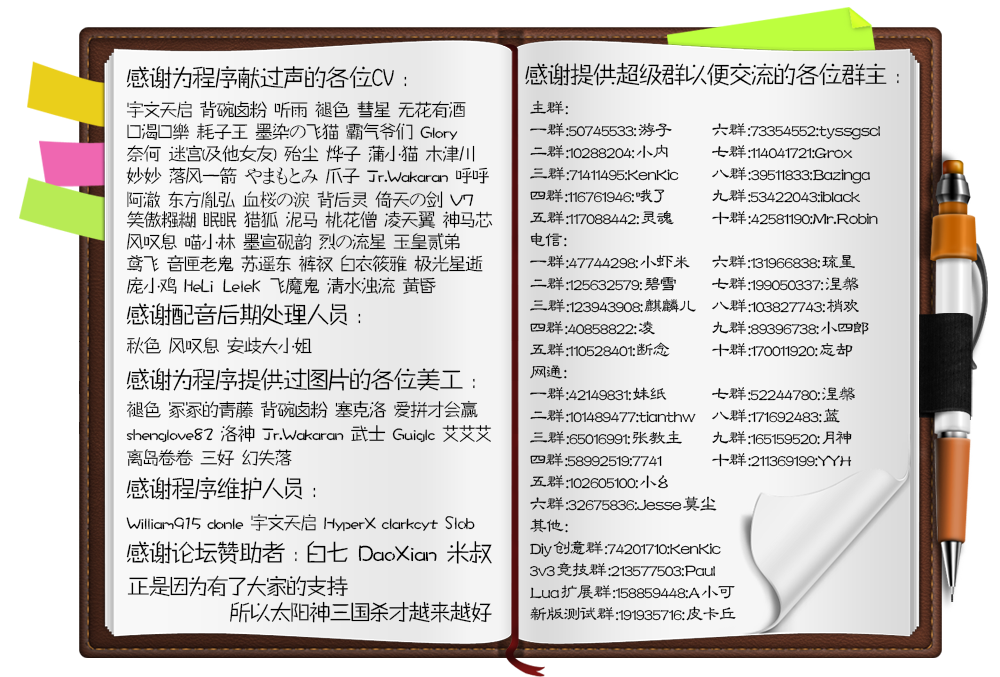 感谢为程序献过声的各位CV：
宇文天启 背碗卤粉 听雨 褪色 彗星 无花有酒
口渴口樂 耗子王 墨染の飞猫 霸气爷们 Glory
奈何 迷宫(及他女友) 殆尘 烨子 蒲小猫 木津川
妙妙 落风一箭 やまもとみ 爪子 Jr.Wakaran 呼呼
阿澈 东方胤弘 血桜の涙 背后灵 倚天の剑 V7
笑傲糨糊 眠眠 猎狐 泥马 桃花僧 凌天翼 神马芯
风叹息 喵小林 墨宣砚韵 烈の流星 玉皇贰弟
鸢飞 音匣老鬼 苏遥东 裤衩 白衣筱雅 极光星逝
庞小鸡 HeLi LeleK 飞魔鬼 清水浊流 黄昏
感谢配音后期处理人员：
秋色 风叹息 安歧大小姐
感谢为程序提供过图片的各位美工：
褪色 冢冢的青藤 背碗卤粉 塞克洛 爱拼才会赢
shenglove82 洛神 Jr.Wakaran 武士 Guiglc 艾艾艾
离岛卷卷 三好 幻失落
感谢程序维护人员：
William915 donle 宇文天启 HyperX clarkcyt Slob
感谢论坛赞助者：白七 DaoXian 米叔
正是因为有了大家的支持
所以太阳神三国杀才越来越好
感谢提供超级群以便交流的各位群主：
主群:
一群:50745533:游予 六群:73354552:tyssgscl
二群:10288204:小内 七群:114041721:Grox
三群:71411495:KenKic 八群:39511833:Bazinga
四群:116761946:哦了 九群:53422043:iblack
五群:117088442:灵魂 十群:42581190:Mr.Robin
电信:
一群:47744298:小虾米 六群:131966838:琉星
二群:125632579:碧雪 七群:199050337:涅槃
三群:123943908:麒麟儿 八群:103827743:梢欢
四群:40858822:凌 九群:89396738:小四郎
五群:110528401:断念 十群:170011920:忘却
网通:
一群:42149831:妹纸 七群:52244780:涅槃
二群:101489477:tianthw 八群:171692483:蓝
三群:65016991:张教主 九群:165159520:月神
四群:58992519:7741 十群:211369199:YYH
五群:102605100:小幺
六群:32675836:Jesse莫尘
其他:
Diy创意群:74201710:KenKic
3v3竞技群:213577503:Paul
Lua扩展群:158859448:A小可
新版测试群:191935716:皮卡丘